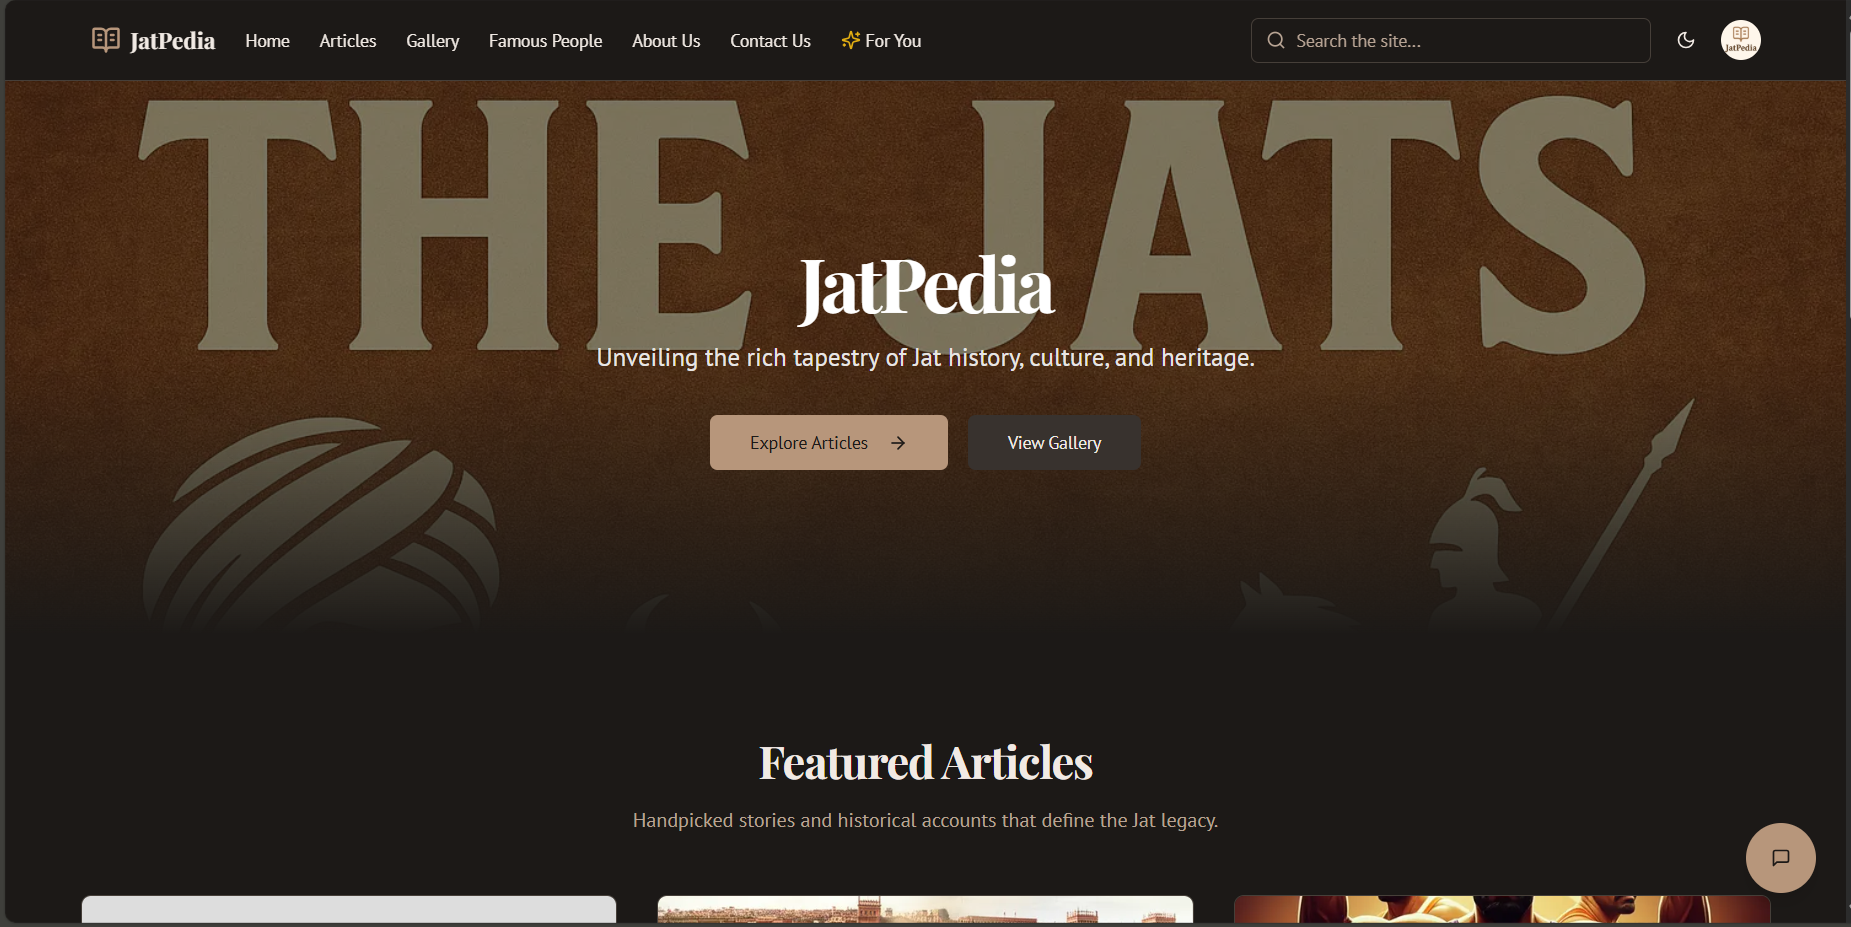 JatPedia
Home
Articles
Gallery
Famous People
About Us
Contact Us
For You
Search the site...
JatPedia
THE JATS
JatPedia
Unveiling the rich tapestry of Jat history, culture, and heritage.
Explore Articles
View Gallery
Featured Articles
Handpicked stories and historical accounts that define the Jat legacy.